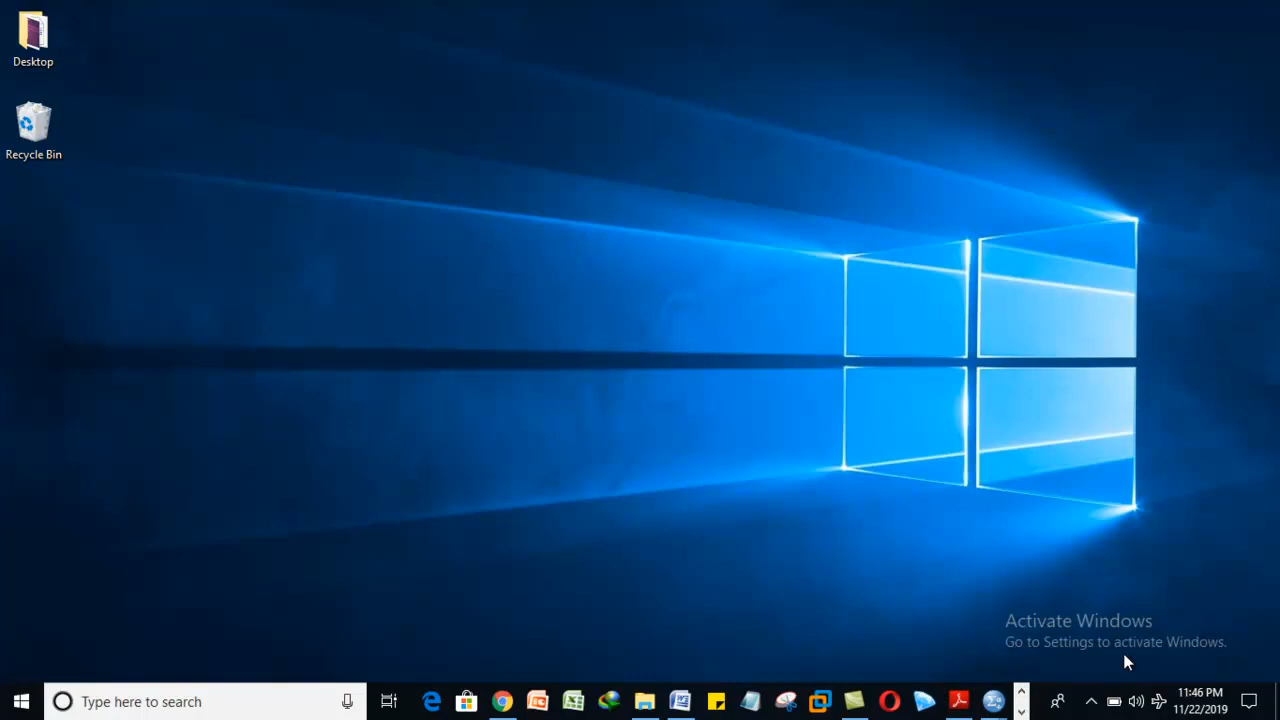 Desktop
Recycle Bin
Activate Windows
Go to Settings to activate Windows.
Type here to search
11:46 PM
11/22/2019